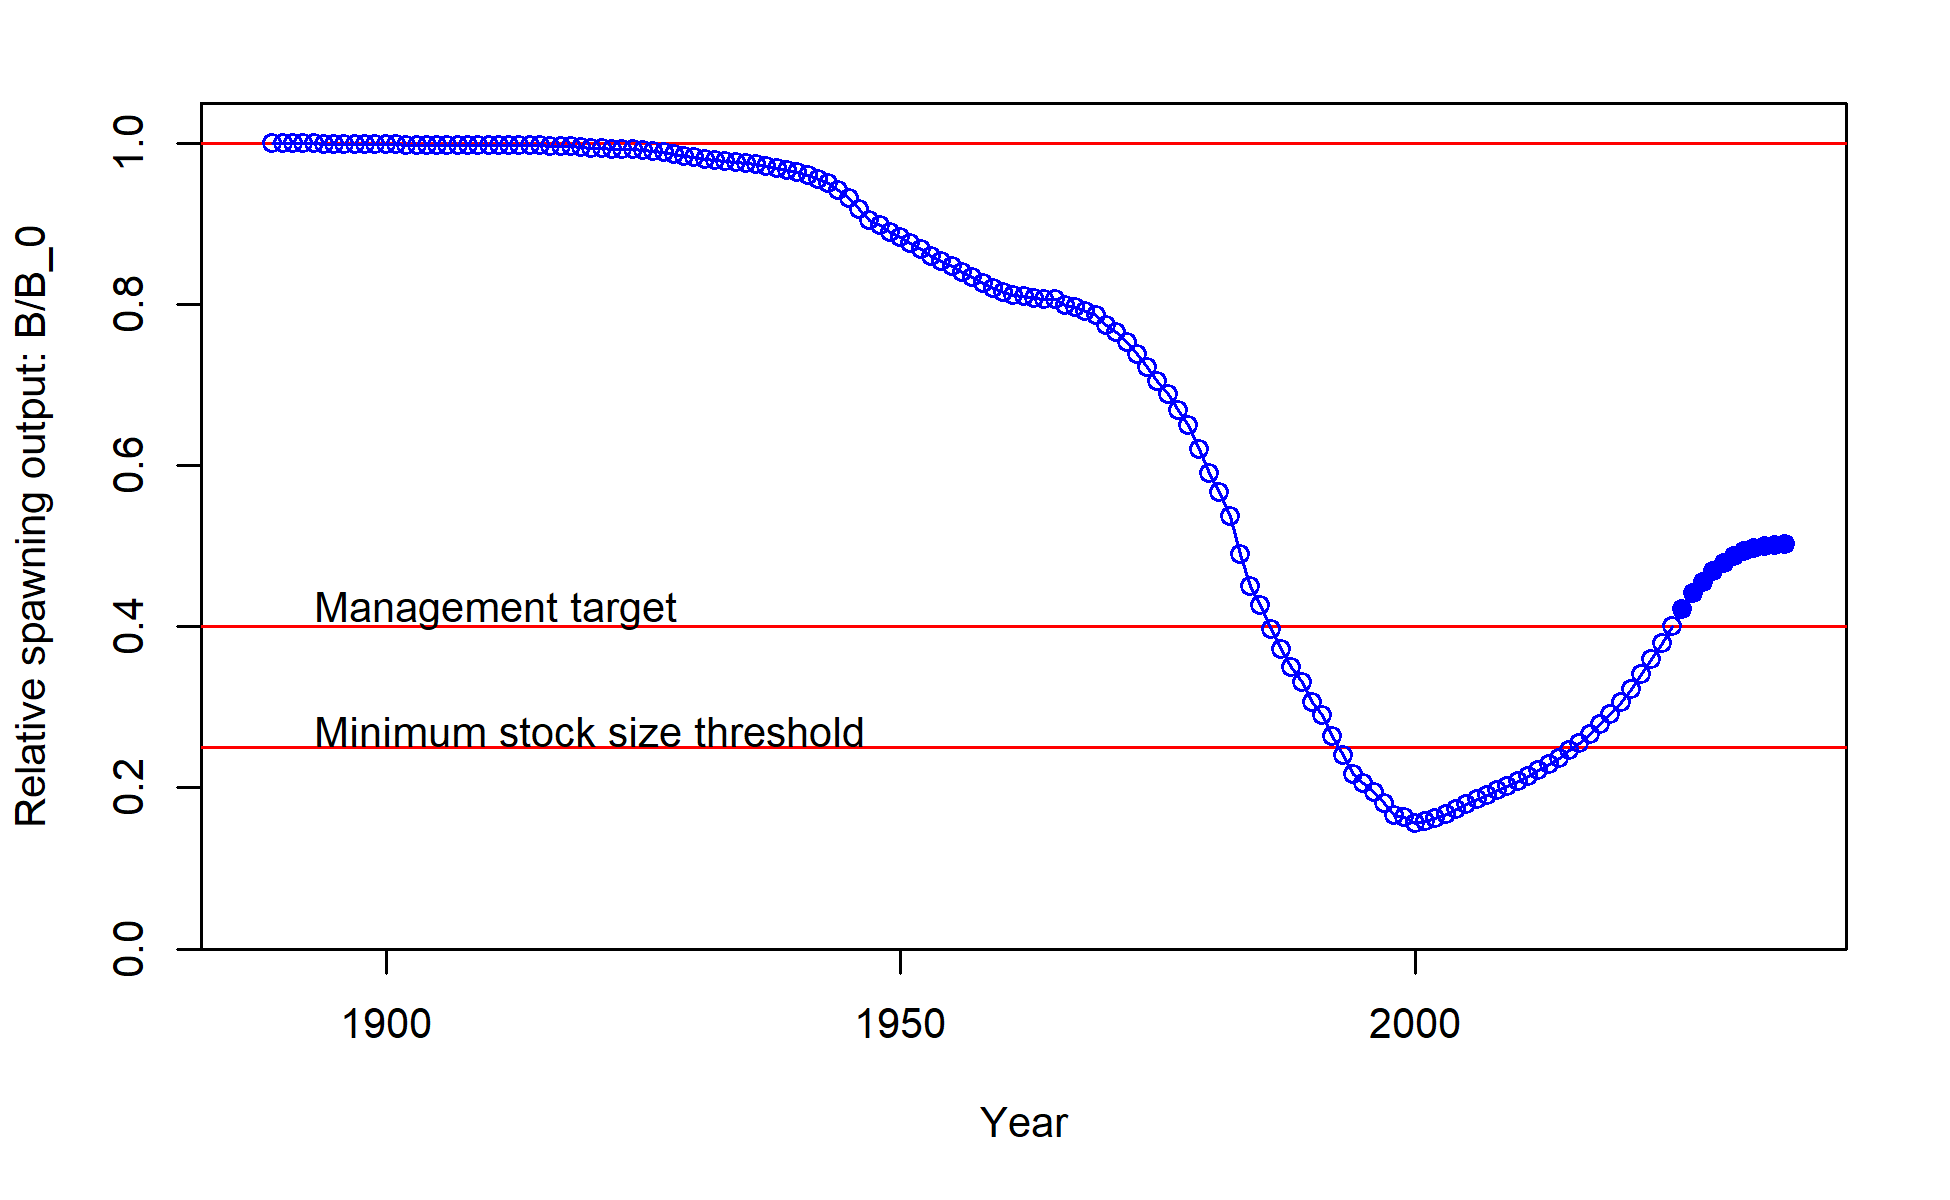 Relative spawning output: B/B_0
1.0
0.8
0.6
0.4
0.2
0.0
Management target
Minimum stock size threshold
1900
1950
2000
Year